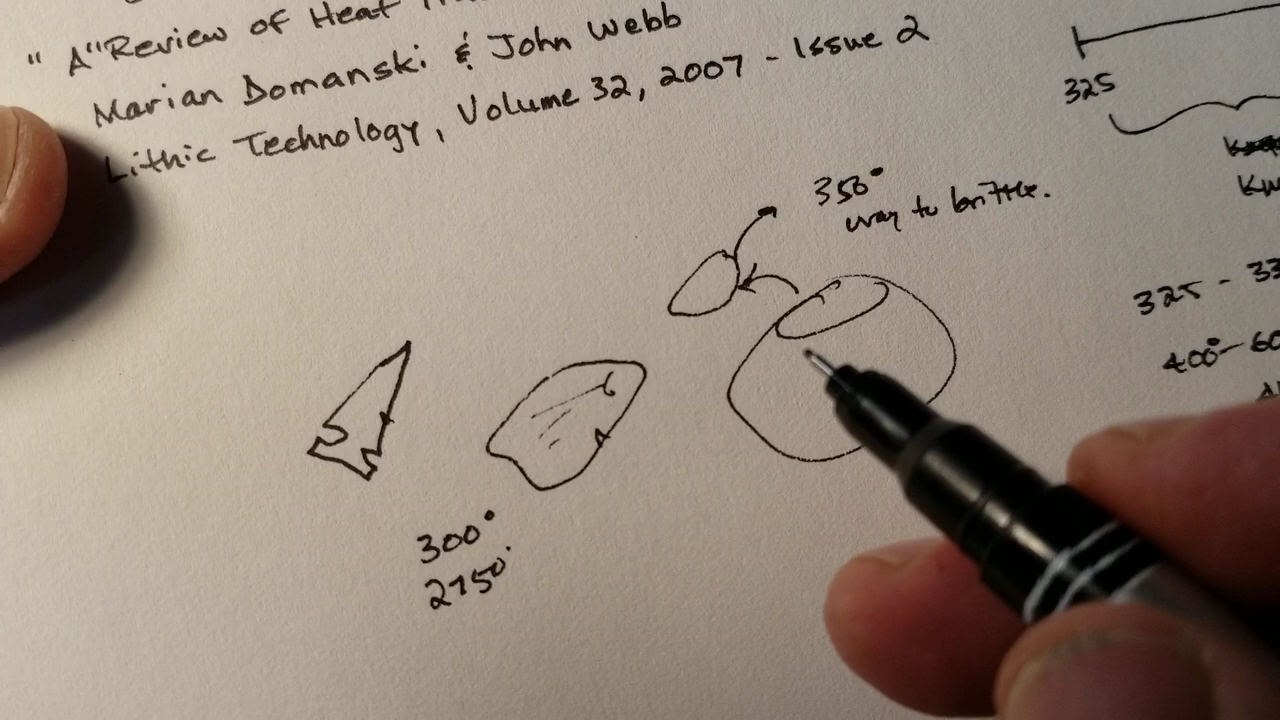 " A "Review of Heat
Marian Domanski & John Webb
Lithic Technology, Volume 32, 2007 - Issue 2
325
350°
way to brittle.
325 - 33
400°- 60
300°
2750°